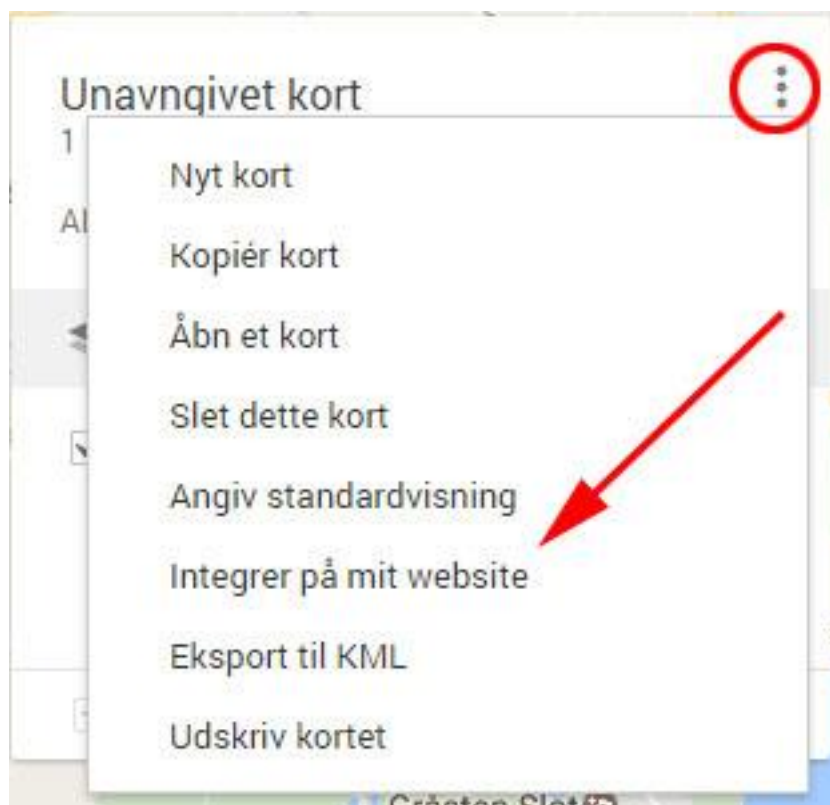 Unavngivet kort
1
Nyt kort
Kopiér kort
Åbn et kort
Slet dette kort
Angiv standardvisning
Integrer på mit website
Eksport til KML
Udskriv kortet